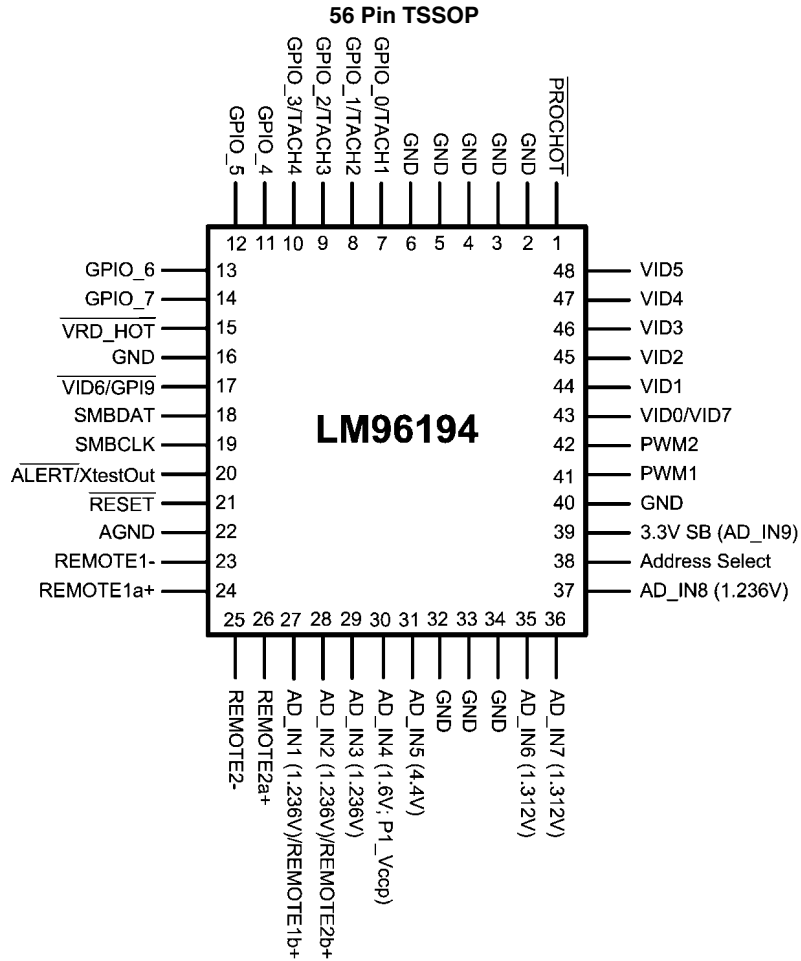 56 Pin TSSOP
GPIO_5
GPIO_4
GPIO_3/TACH4
GPIO_2/TACH3
GPIO_1/TACH2
GPIO_0/TACH1
GND
GND
GND
GND
GND
PROCHOT
12 11 10 9 8 7 6 5 4 3 2 1
GPIO_6 13
GPIO_7 14
VRD_HOT 15
GND 16
VID6/GPI9 17
SMBDAT 18
SMBCLK 19
ALERT/XtestOut 20
RESET 21
AGND 22
REMOTE1- 23
REMOTE1a+ 24
LM96194
48 VID5
47 VID4
46 VID3
45 VID2
44 VID1
43 VID0/VID7
42 PWM2
41 PWM1
40 GND
39 3.3V SB (AD_IN9)
38 Address Select
37 AD_IN8 (1.236V)
25 26 27 28 29 30 31 32 33 34 35 36
REMOTE2-
REMOTE2a+
AD_IN1 (1.236V)/REMOTE1b+
AD_IN2 (1.236V)/REMOTE2b+
AD_IN3 (1.236V)
AD_IN4 (1.6V; P1_Vccp)
AD_IN5 (4.4V)
GND
GND
GND
AD_IN6 (1.312V)
AD_IN7 (1.312V)